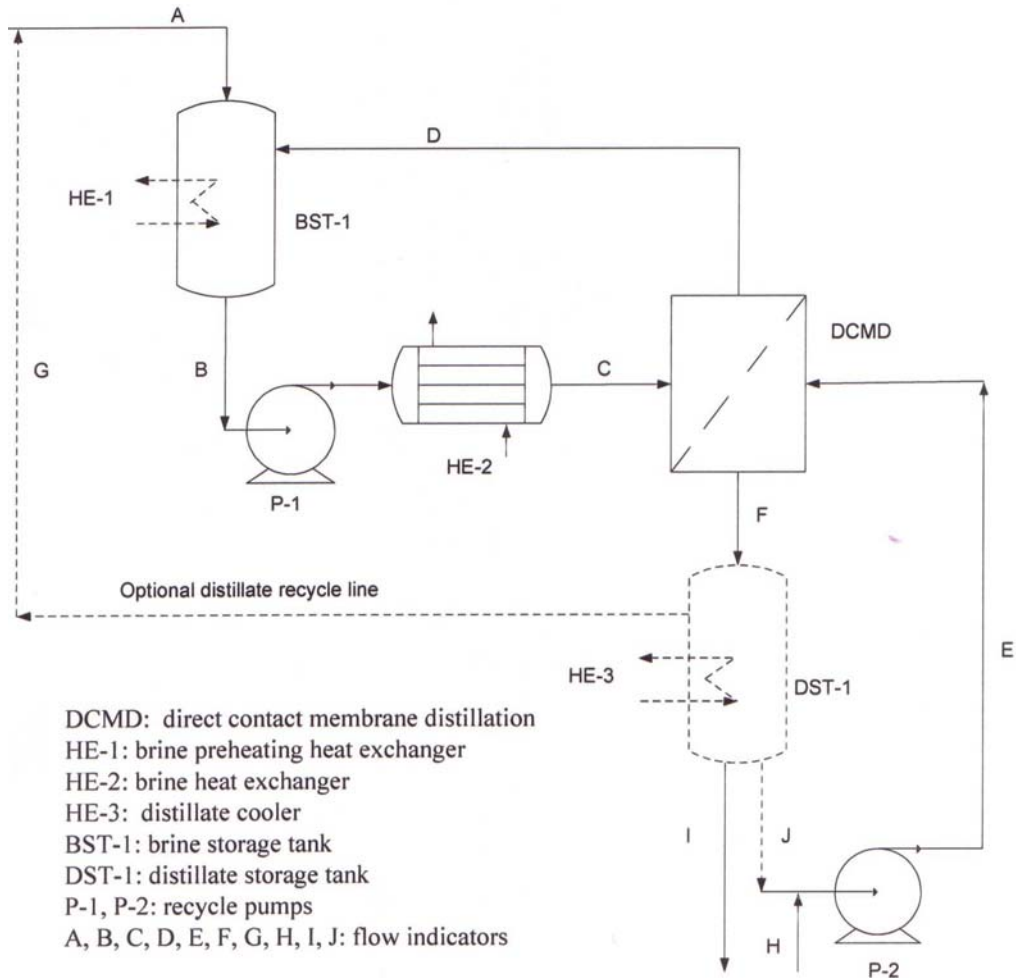 A
D
HE-1
BST-1
DCMD
G
B
C
HE-2
P-1
F
Optional distillate recycle line
E
HE-3
DST-1
DCMD: direct contact membrane distillation
HE-1: brine preheating heat exchanger
HE-2: brine heat exchanger
HE-3: distillate cooler
BST-1: brine storage tank
DST-1: distillate storage tank
P-1, P-2: recycle pumps
A, B, C, D, E, F, G, H, I, J: flow indicators
I
J
H
P-2